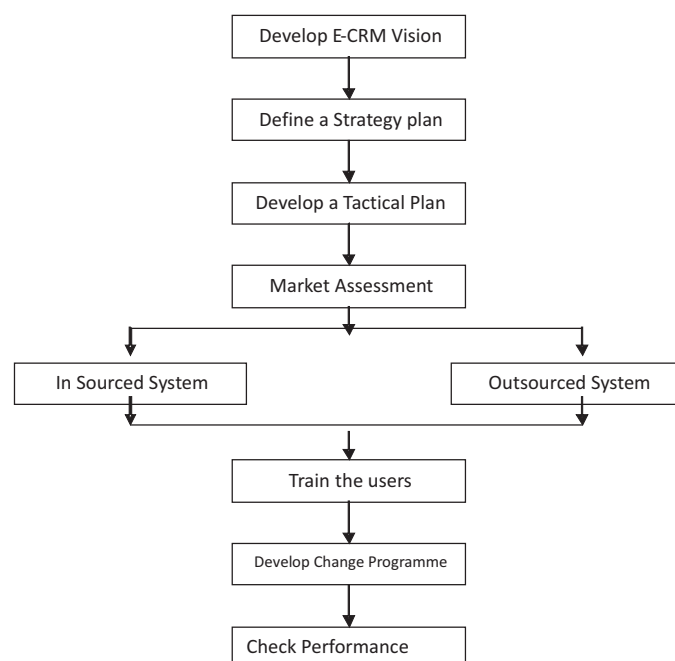 Develop E-CRM Vision
Define a Strategy plan
Develop a Tactical Plan
Market Assessment
In Sourced System
Outsourced System
Train the users
Develop Change Programme
Check Performance